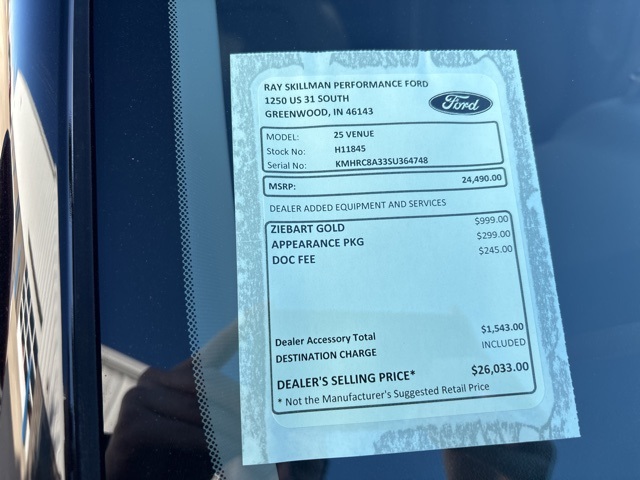 RAY SKILLMAN PERFORMANCE FORD
1250 US 31 SOUTH
GREENWOOD, IN 46143
Ford
MODEL: 25 VENUE
Stock No: H11845
Serial No: KMHRC8A33SU364748
MSRP: 24,490.00
DEALER ADDED EQUIPMENT AND SERVICES
ZIEBART GOLD $999.00
APPEARANCE PKG $299.00
DOC FEE $245.00
Dealer Accessory Total $1,543.00
DESTINATION CHARGE INCLUDED
DEALER'S SELLING PRICE* $26,033.00
* Not the Manufacturer's Suggested Retail Price